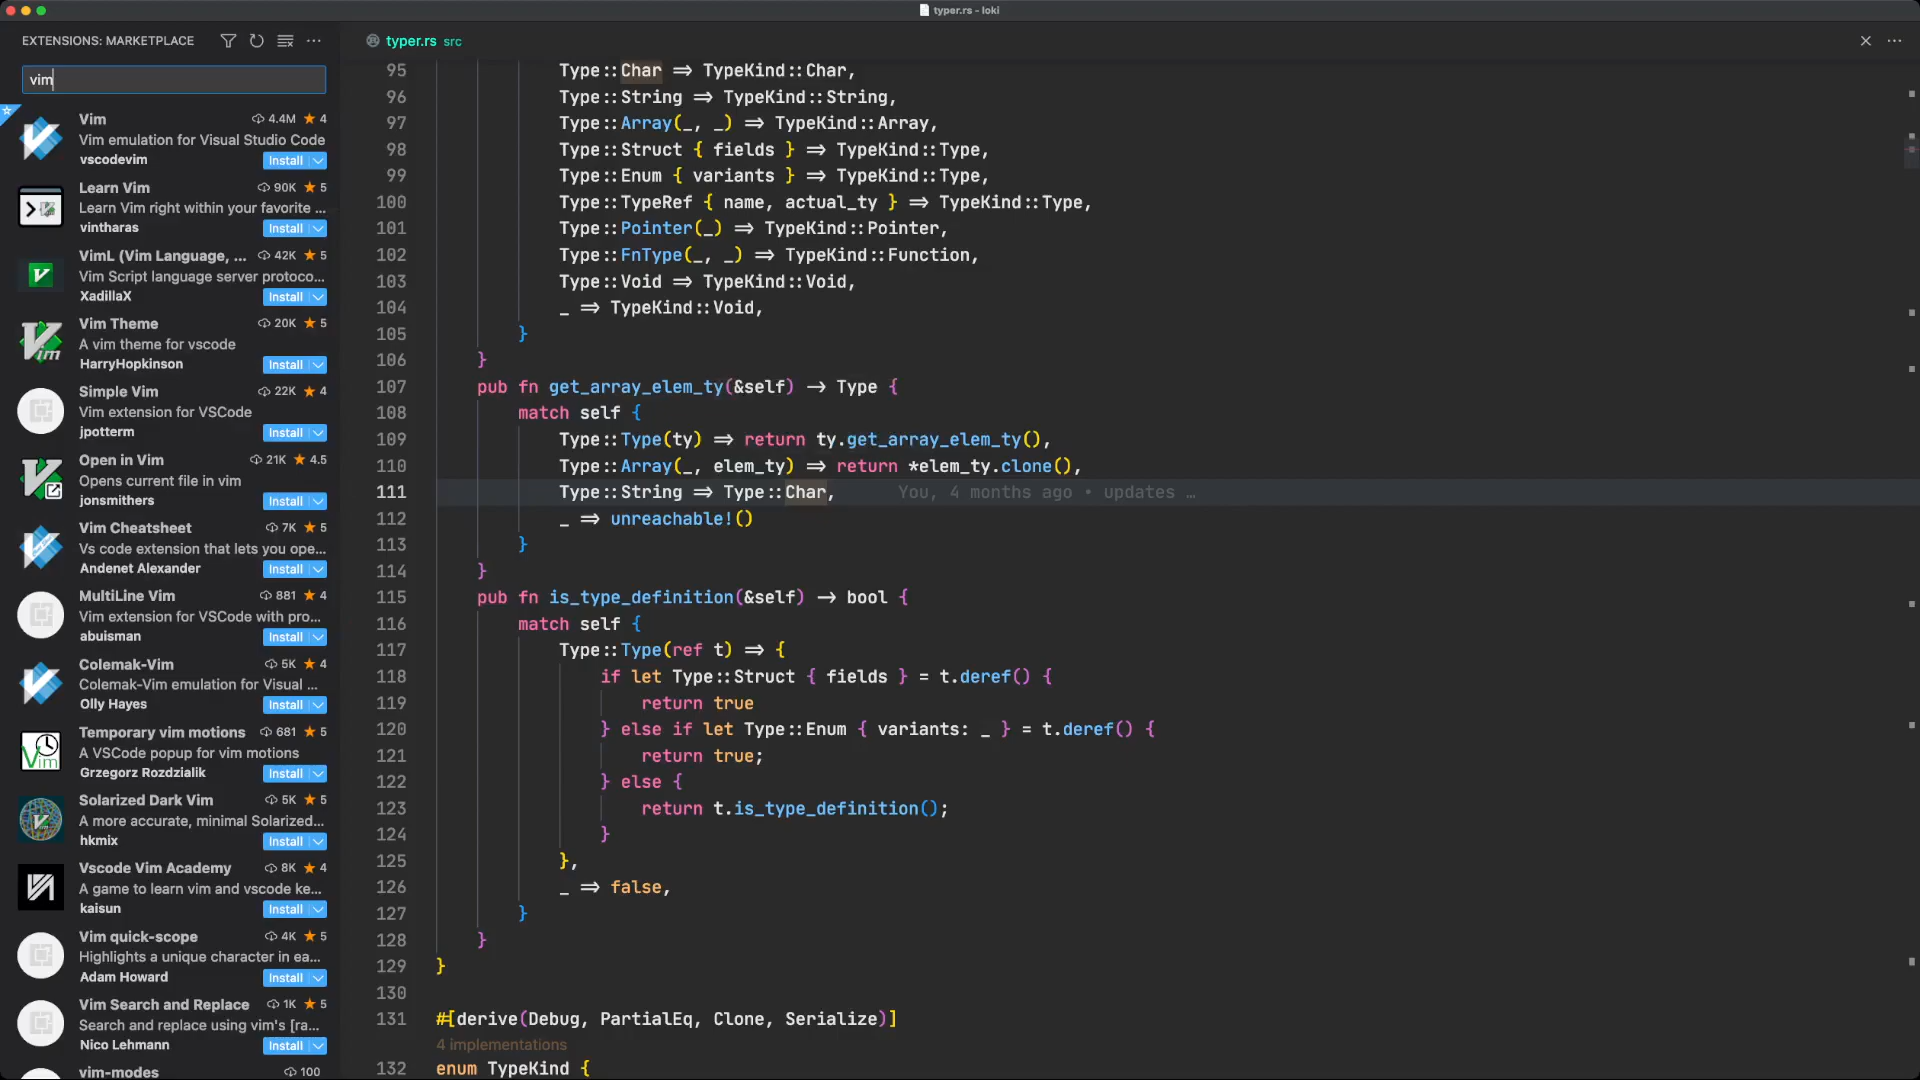 typer.rs - loki
EXTENSIONS: MARKETPLACE
vim
Vim 4.4M ★ 4
Vim emulation for Visual Studio Code
vscodevim Install
Learn Vim 90K ★ 5
Learn Vim right within your favorite ...
vintharas Install
VimL (Vim Language, ... 42K ★ 5
Vim Script language server protoco...
XadillaX Install
Vim Theme 20K ★ 5
A vim theme for vscode
HarryHopkinson Install
Simple Vim 22K ★ 4
Vim extension for VSCode
jpotterm Install
Open in Vim 21K ★ 4.5
Opens current file in vim
jonsmithers Install
Vim Cheatsheet 7K ★ 5
Vs code extension that lets you ope...
Andenet Alexander Install
MultiLine Vim 881 ★ 4
Vim extension for VSCode with pro...
abuisman Install
Colemak-Vim 5K ★ 4
Colemak-Vim emulation for Visual ...
Olly Hayes Install
Temporary vim motions 681 ★ 5
A VSCode popup for vim motions
Grzegorz Rozdzialik Install
Solarized Dark Vim 5K ★ 5
A more accurate, minimal Solarized...
hkmix Install
Vscode Vim Academy 8K ★ 4
A game to learn vim and vscode ke...
kaisun Install
Vim quick-scope 4K ★ 5
Highlights a unique character in ea...
Adam Howard Install
Vim Search and Replace 1K ★ 5
Search and replace using vim's [ra...
Nico Lehmann Install
vim-modes 100
typer.rs src
95 Type::Char => TypeKind::Char,
96 Type::String => TypeKind::String,
97 Type::Array(_, _) => TypeKind::Array,
98 Type::Struct { fields } => TypeKind::Type,
99 Type::Enum { variants } => TypeKind::Type,
100 Type::TypeRef { name, actual_ty } => TypeKind::Type,
101 Type::Pointer(_) => TypeKind::Pointer,
102 Type::FnType(_, _) => TypeKind::Function,
103 Type::Void => TypeKind::Void,
104 _ => TypeKind::Void,
105 }
106 }
107 pub fn get_array_elem_ty(&self) -> Type {
108 match self {
109 Type::Type(ty) => return ty.get_array_elem_ty(),
110 Type::Array(_, elem_ty) => return *elem_ty.clone(),
111 Type::String => Type::Char, You, 4 months ago • updates …
112 _ => unreachable!()
113 }
114 }
115 pub fn is_type_definition(&self) -> bool {
116 match self {
117 Type::Type(ref t) => {
118 if let Type::Struct { fields } = t.deref() {
119 return true
120 } else if let Type::Enum { variants: _ } = t.deref() {
121 return true;
122 } else {
123 return t.is_type_definition();
124 }
125 },
126 _ => false,
127 }
128 }
129 }
130
131 #[derive(Debug, PartialEq, Clone, Serialize)]
4 implementations
132 enum TypeKind {